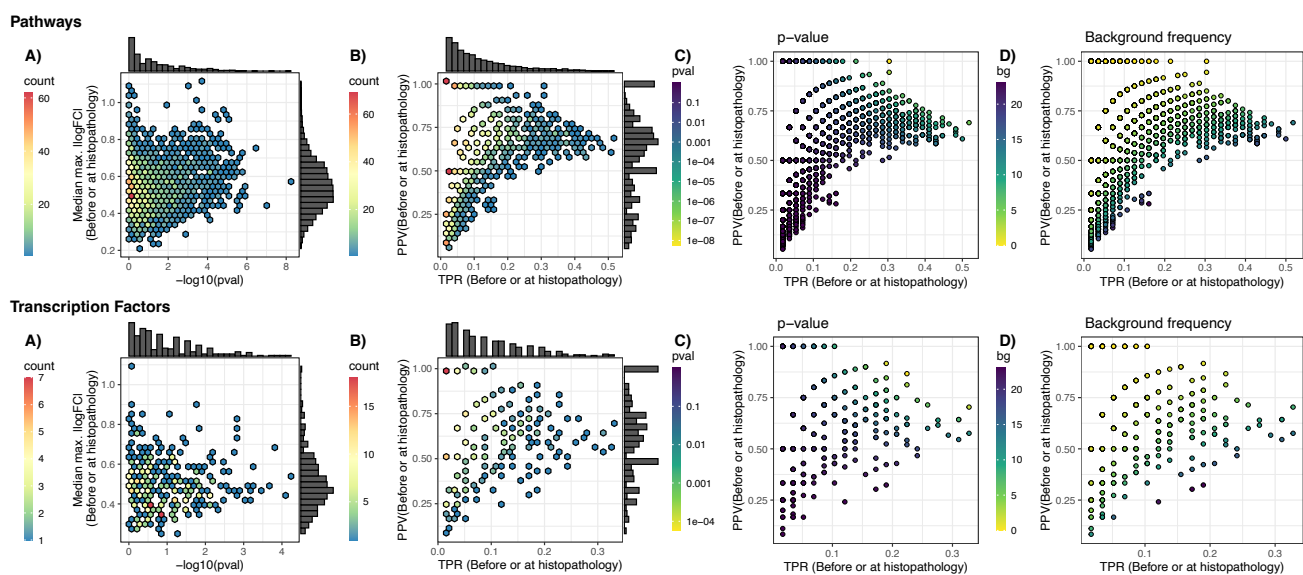 Pathways
A)
count
60
40
20
Median max. |logFC|
(Before or at histopathology)
1.0
0.8
0.6
0.4
0.2
0
2
4
6
8
−log10(pval)
B)
count
60
40
20
PPV(Before or at histopathology)
1.00
0.75
0.50
0.25
0.0
0.1
0.2
0.3
0.4
0.5
TPR (Before or at histopathology)
C)
p−value
pval
0.1
0.01
0.001
1e−04
1e−05
1e−06
1e−07
1e−08
PPV(Before or at histopathology)
1.00
0.75
0.50
0.25
0.0
0.1
0.2
0.3
0.4
0.5
TPR (Before or at histopathology)
D)
Background frequency
bg
20
15
10
5
0
PPV(Before or at histopathology)
1.00
0.75
0.50
0.25
0.0
0.1
0.2
0.3
0.4
0.5
TPR (Before or at histopathology)
Transcription Factors
A)
count
7
6
5
4
3
2
1
Median max. |logFC|
(Before or at histopathology)
1.0
0.8
0.6
0.4
0
1
2
3
4
−log10(pval)
B)
count
15
10
5
PPV(Before or at histopathology)
1.00
0.75
0.50
0.25
0.0
0.1
0.2
0.3
TPR (Before or at histopathology)
C)
p−value
pval
0.1
0.01
0.001
1e−04
PPV(Before or at histopathology)
1.00
0.75
0.50
0.25
0.1
0.2
0.3
TPR (Before or at histopathology)
D)
Background frequency
bg
20
15
10
5
0
PPV(Before or at histopathology)
1.00
0.75
0.50
0.25
0.1
0.2
0.3
TPR (Before or at histopathology)